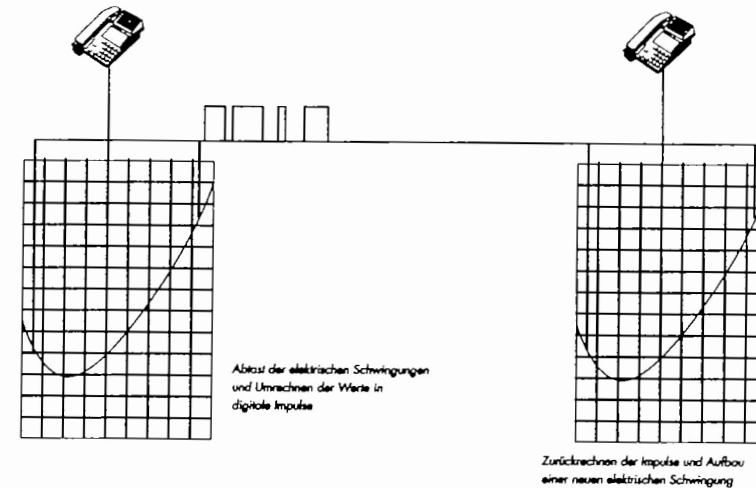 Abtast der elektrischen Schwingungen
und Umrechnen der Werte in
digitale Impulse
Zurückrechnen der Impulse und Aufbau
einer neuen elektrischen Schwingung